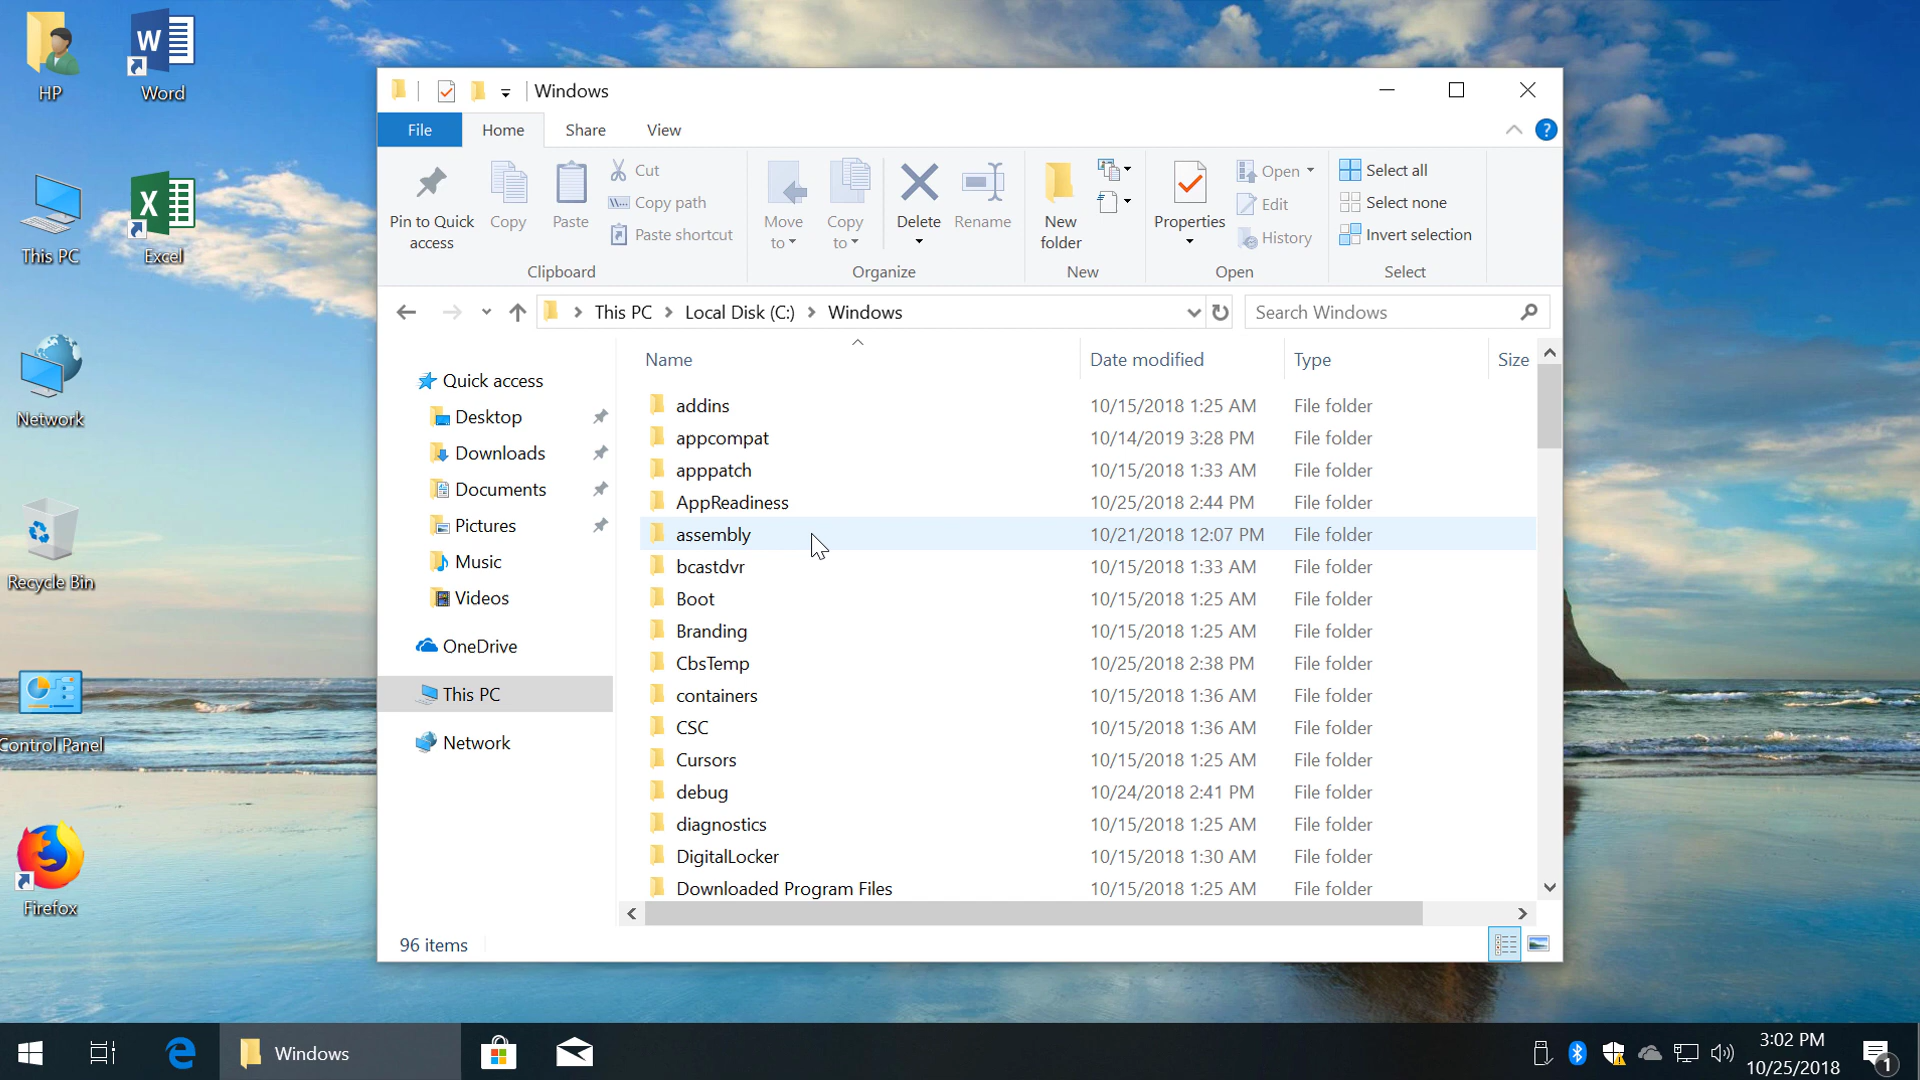 HP
Word
This PC
Excel
Network
Recycle Bin
Control Panel
Firefox
Windows
File
Home
Share
View
Pin to Quick access
Copy
Paste
Cut
Copy path
Paste shortcut
Clipboard
Move to
Copy to
Delete
Rename
Organize
New folder
New
Properties
Open
Edit
History
Open
Select all
Select none
Invert selection
Select
This PC > Local Disk (C:) > Windows
Search Windows
Quick access
Desktop
Downloads
Documents
Pictures
Music
Videos
OneDrive
This PC
Network
Name Date modified Type Size
addins 10/15/2018 1:25 AM File folder
appcompat 10/14/2019 3:28 PM File folder
apppatch 10/15/2018 1:33 AM File folder
AppReadiness 10/25/2018 2:44 PM File folder
assembly 10/21/2018 12:07 PM File folder
bcastdvr 10/15/2018 1:33 AM File folder
Boot 10/15/2018 1:25 AM File folder
Branding 10/15/2018 1:25 AM File folder
CbsTemp 10/25/2018 2:38 PM File folder
containers 10/15/2018 1:36 AM File folder
CSC 10/15/2018 1:36 AM File folder
Cursors 10/15/2018 1:25 AM File folder
debug 10/24/2018 2:41 PM File folder
diagnostics 10/15/2018 1:25 AM File folder
DigitalLocker 10/15/2018 1:30 AM File folder
Downloaded Program Files 10/15/2018 1:25 AM File folder
96 items
Windows
3:02 PM
10/25/2018
1